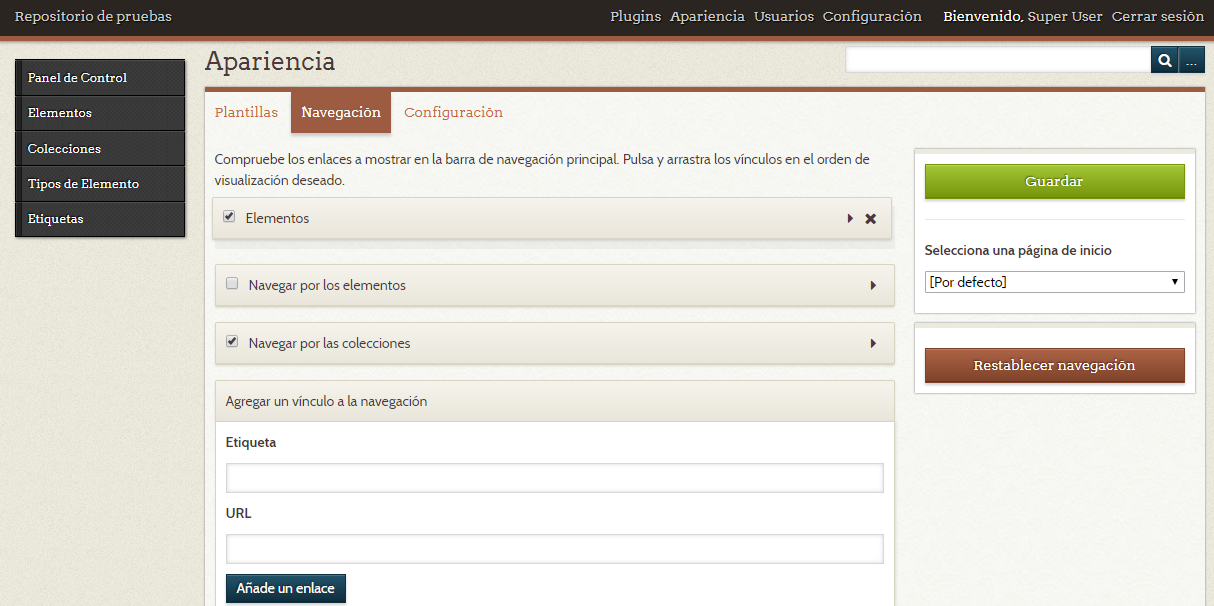 Repositorio de pruebas
Plugins Apariencia Usuarios Configuración Bienvenido, Super User Cerrar sesión
Panel de Control
Elementos
Colecciones
Tipos de Elemento
Etiquetas
Apariencia
...
Plantillas Navegación Configuración
Compruebe los enlaces a mostrar en la barra de navegación principal. Pulsa y arrastra los vínculos en el orden de
visualización deseado.
Elementos
Navegar por los elementos
Navegar por las colecciones
Agregar un vínculo a la navegación
Etiqueta
URL
Añade un enlace
Guardar
Selecciona una página de inicio
[Por defecto]
Restablecer navegación